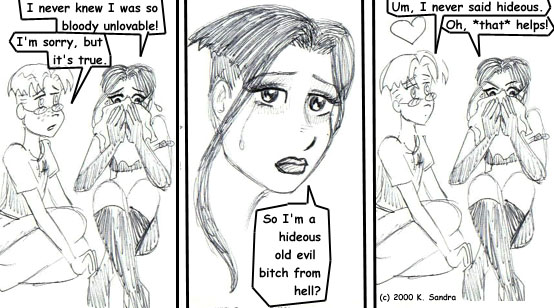 I never knew I was so
bloody unlovable!
I'm sorry, but
it's true.
So I'm a
hideous
old evil
bitch from
hell?
Um, I never said hideous.
Oh, *that* helps!
(c) 2000 K. Sandra